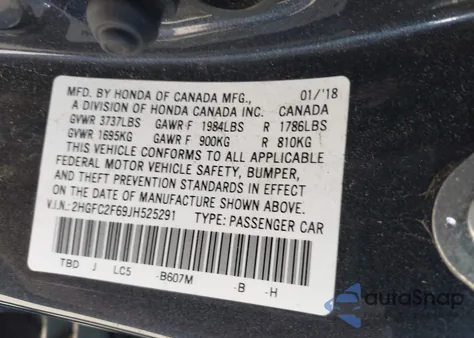 MFD. BY HONDA OF CANADA MFG., 01/'18
A DIVISION OF HONDA CANADA INC. CANADA
GVWR 3737LBS GAWR F 1984LBS R 1786LBS
GVWR 1695KG GAWR F 900KG R 810KG
THIS VEHICLE CONFORMS TO ALL APPLICABLE
FEDERAL MOTOR VEHICLE SAFETY, BUMPER,
AND THEFT PREVENTION STANDARDS IN EFFECT
ON THE DATE OF MANUFACTURE SHOWN ABOVE.
V.I.N.: 2HGFC2F69JH525291 TYPE: PASSENGER CAR
TBD J LC5 -B607M -B -H
autoSnap